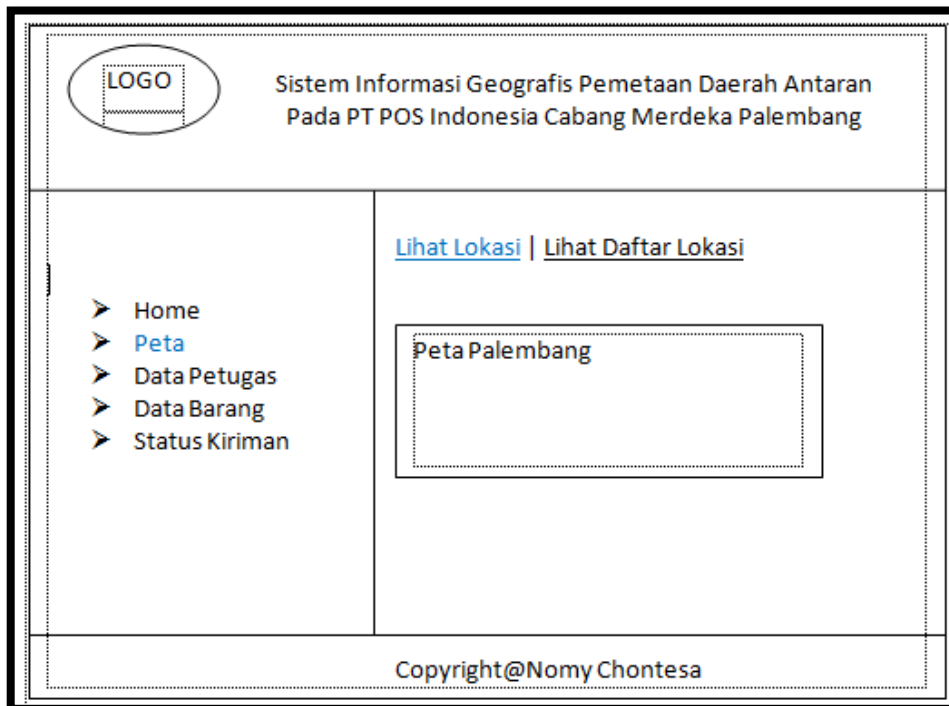 LOGO
Sistem Informasi Geografis Pemetaan Daerah Antaran
Pada PT POS Indonesia Cabang Merdeka Palembang
Lihat Lokasi | Lihat Daftar Lokasi
Home
Peta
Data Petugas
Data Barang
Status Kiriman
Peta Palembang
Copyright@Nomy Chontesa